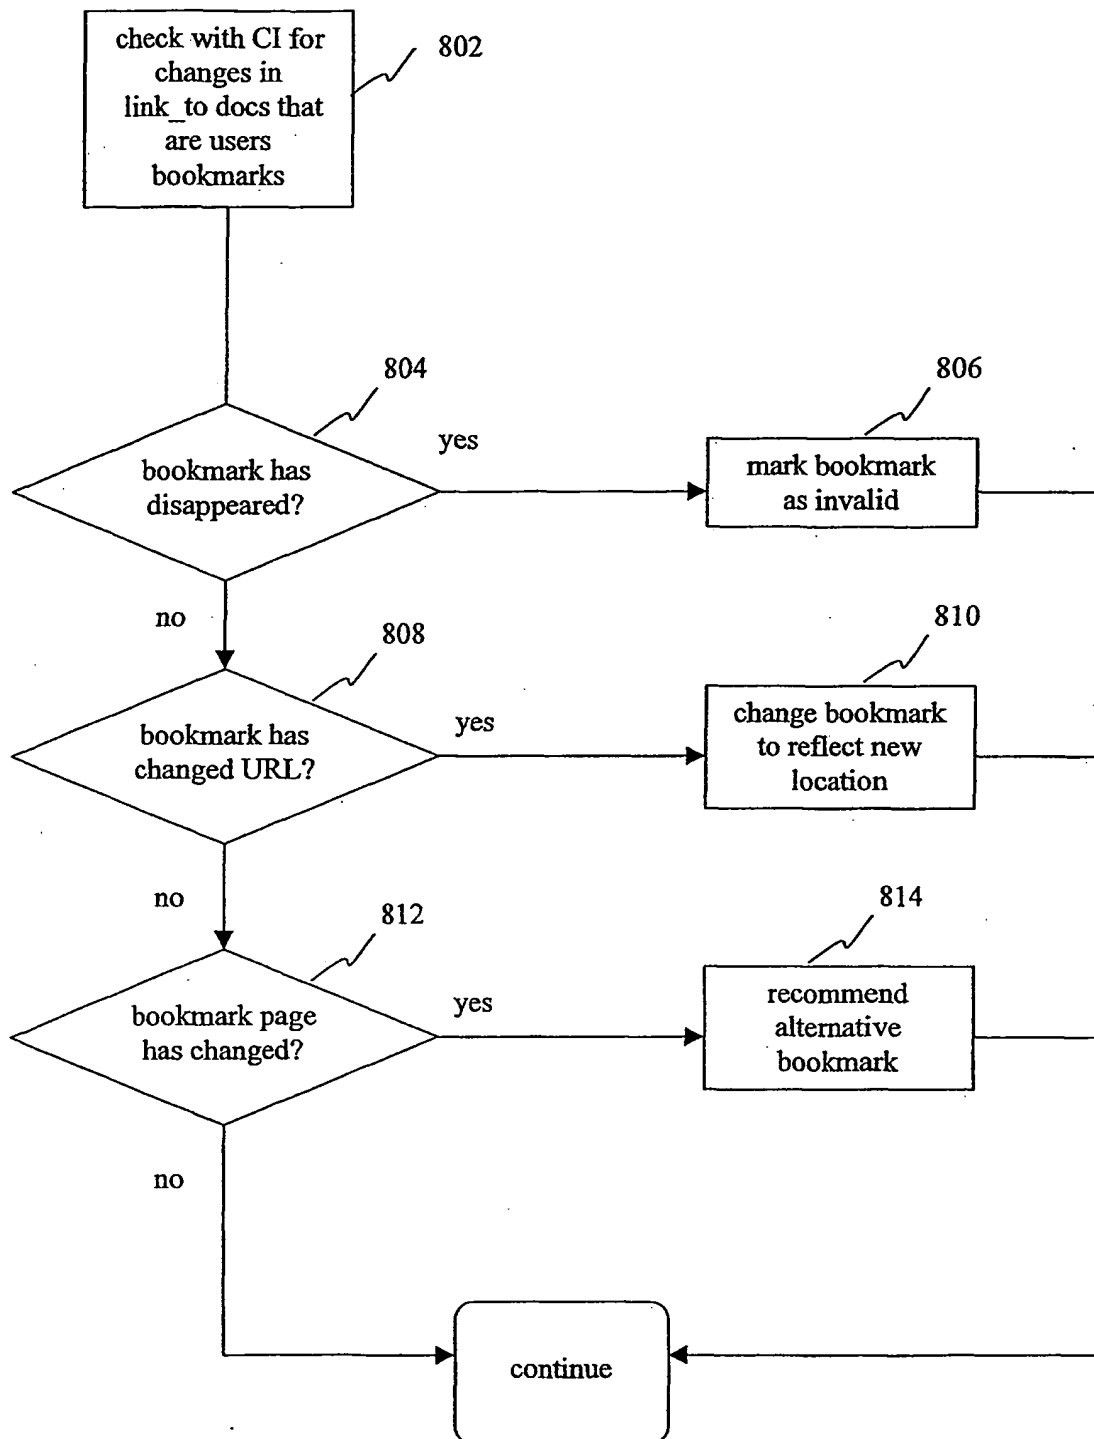 check with CI for
changes in
link_to docs that
are users
bookmarks
802
804
bookmark has
disappeared?
yes
806
mark bookmark
as invalid
no
808
bookmark has
changed URL?
yes
810
change bookmark
to reflect new
location
no
812
bookmark page
has changed?
yes
814
recommend
alternative
bookmark
no
continue